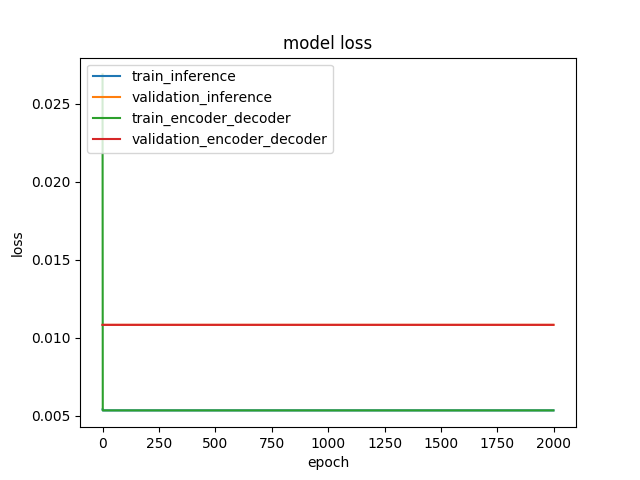 model loss
train_inference
validation_inference
train_encoder_decoder
validation_encoder_decoder
0.025
0.020
0.015
0.010
0.005
loss
0 250 500 750 1000 1250 1500 1750 2000
epoch